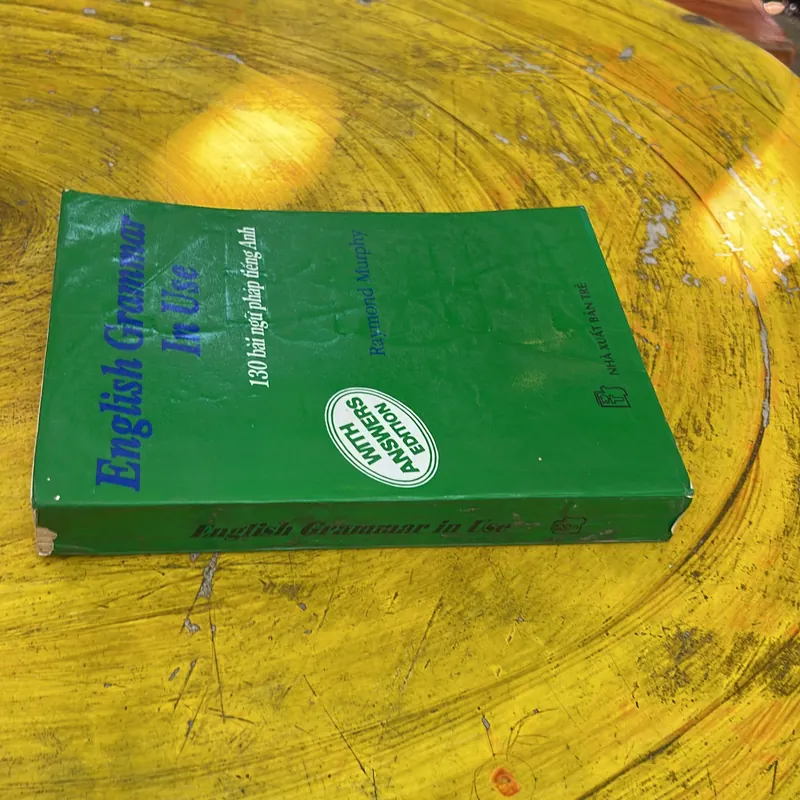 English Grammar
In Use
130 bài ngữ pháp tiếng Anh
Raymond Murphy
WITH
ANSWERS
EDITION
NHÀ XUẤT BẢN TRẺ
English Grammar in Use